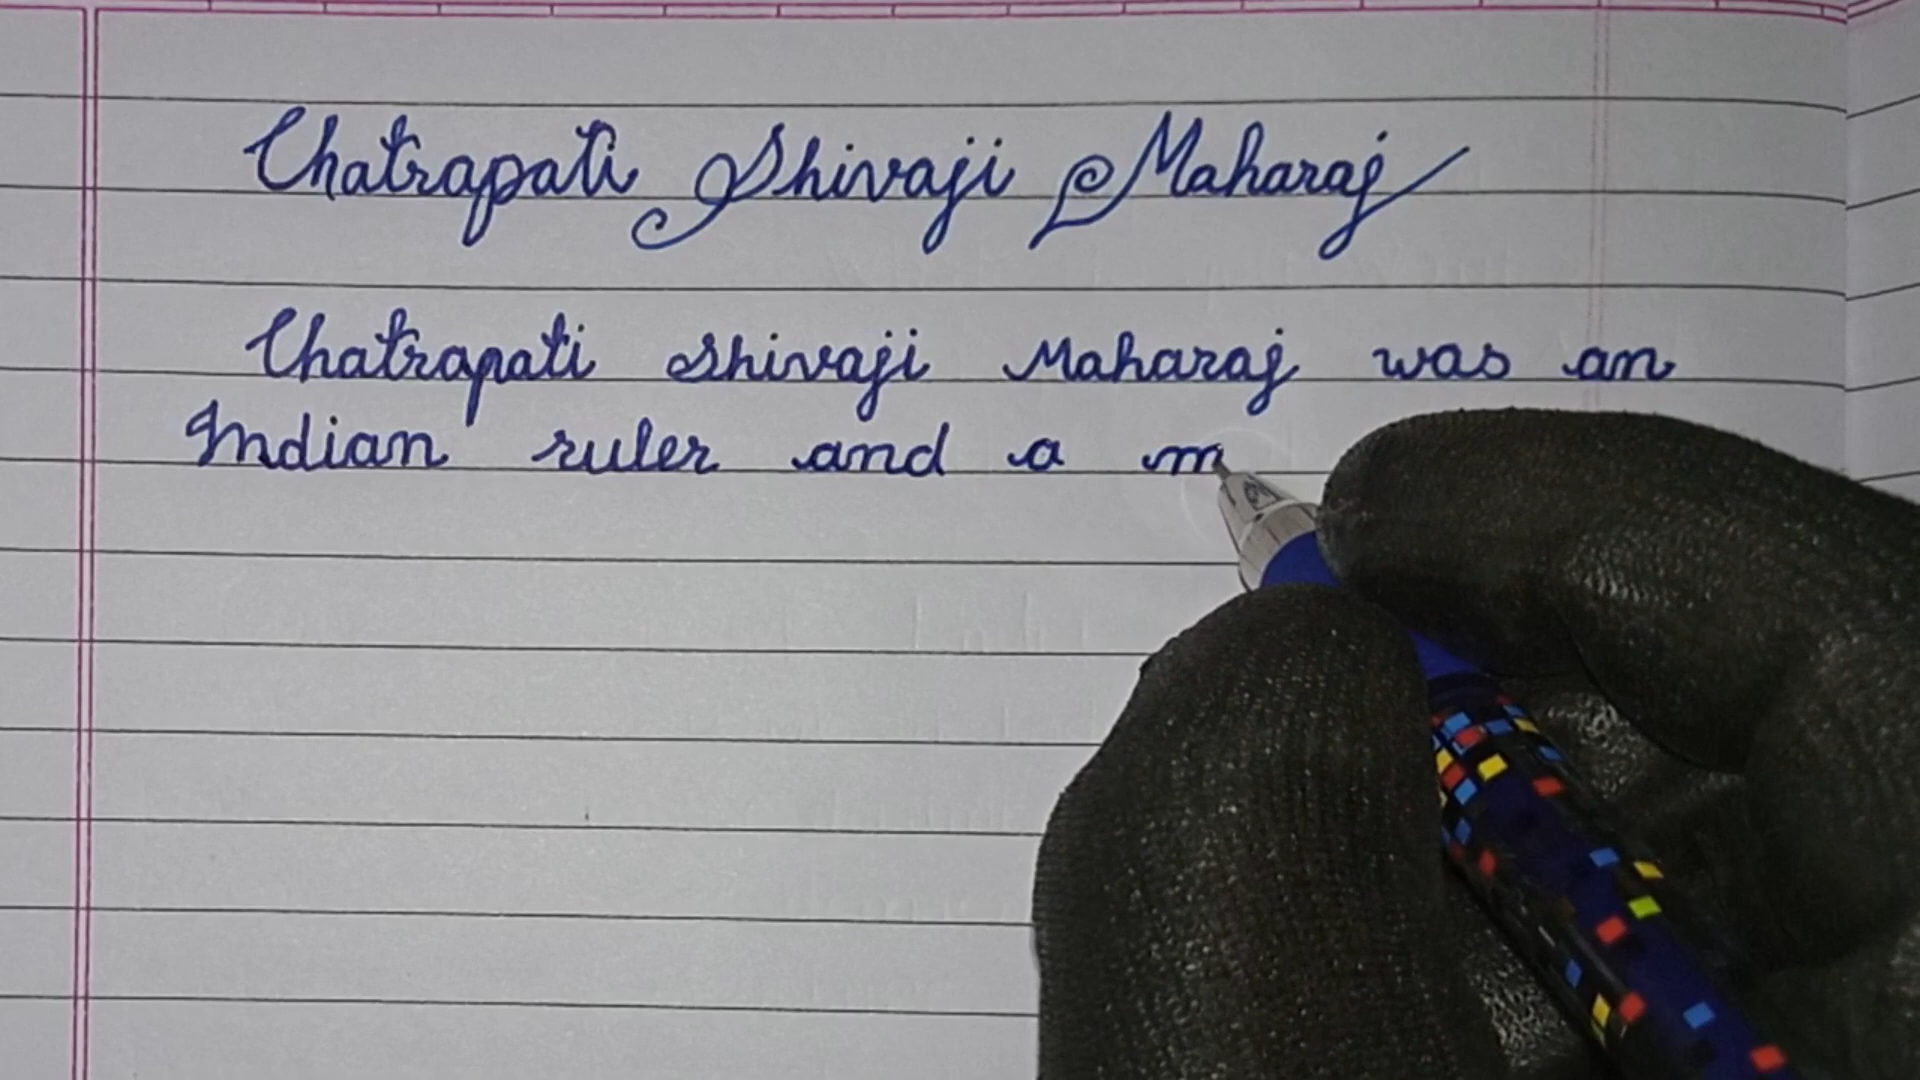 Chatrapati Shivaji Maharaj
Chatrapati Shivaji Maharaj was an
Indian ruler and a m